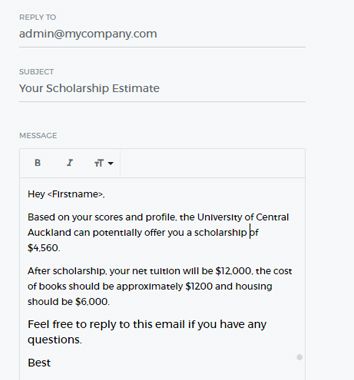 REPLY TO
admin@mycompany.com
SUBJECT
Your Scholarship Estimate
MESSAGE
B I TT
Hey <Firstname>,
Based on your scores and profile, the University of Central
Auckland can potentially offer you a scholarship of
$4,560.
After scholarship, your net tuition will be $12,000, the cost
of books should be approximately $1200 and housing
should be $6,000.
Feel free to reply to this email if you have any
questions.
Best